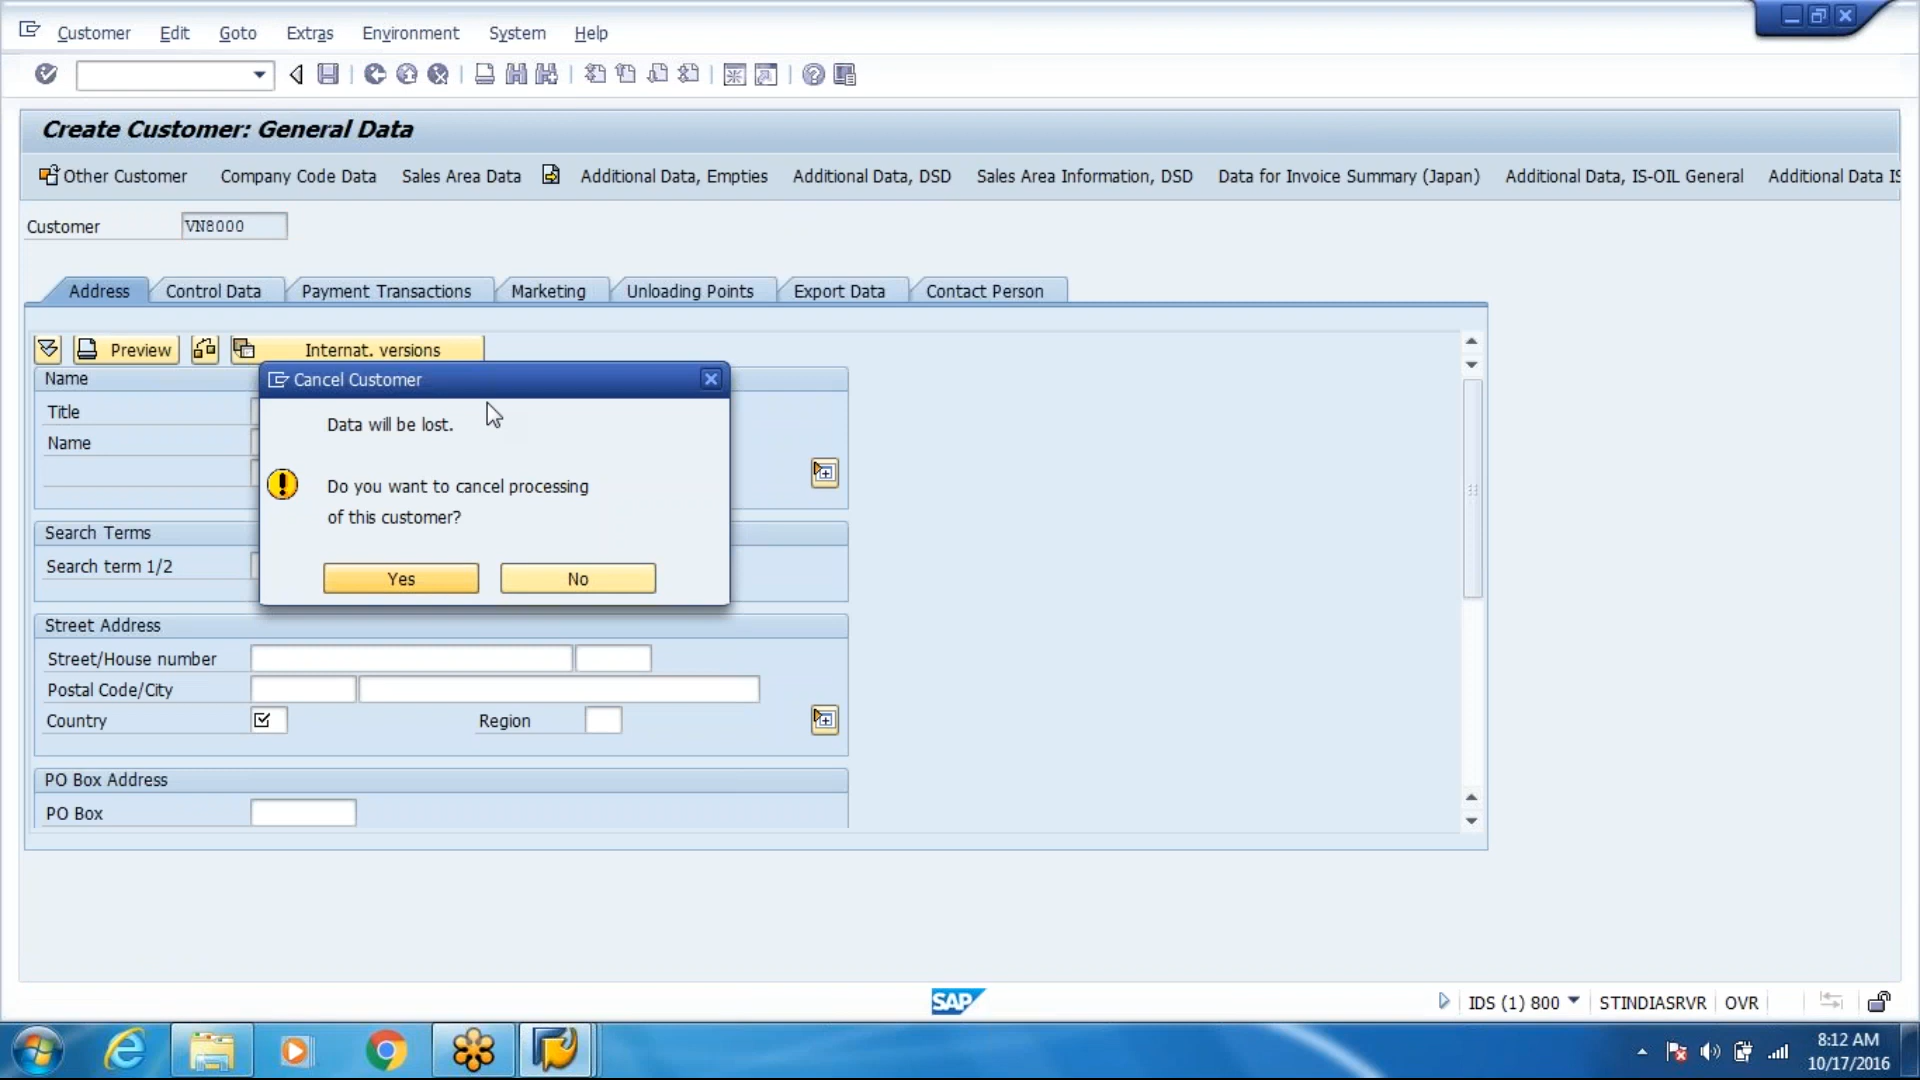 Customer Edit Goto Extras Environment System Help
Create Customer: General Data
Other Customer Company Code Data Sales Area Data Additional Data, Empties Additional Data, DSD Sales Area Information, DSD Data for Invoice Summary (Japan) Additional Data, IS-OIL General Additional Data IS
Customer VN8000
Address Control Data Payment Transactions Marketing Unloading Points Export Data Contact Person
Preview Internat. versions
Name
Title
Name
Search Terms
Search term 1/2
Cancel Customer
Data will be lost.
Do you want to cancel processing
of this customer?
Yes No
Street Address
Street/House number
Postal Code/City
Country Region
PO Box Address
PO Box
SAP
IDS (1) 800 STINDIASRVR OVR
8:12 AM
10/17/2016